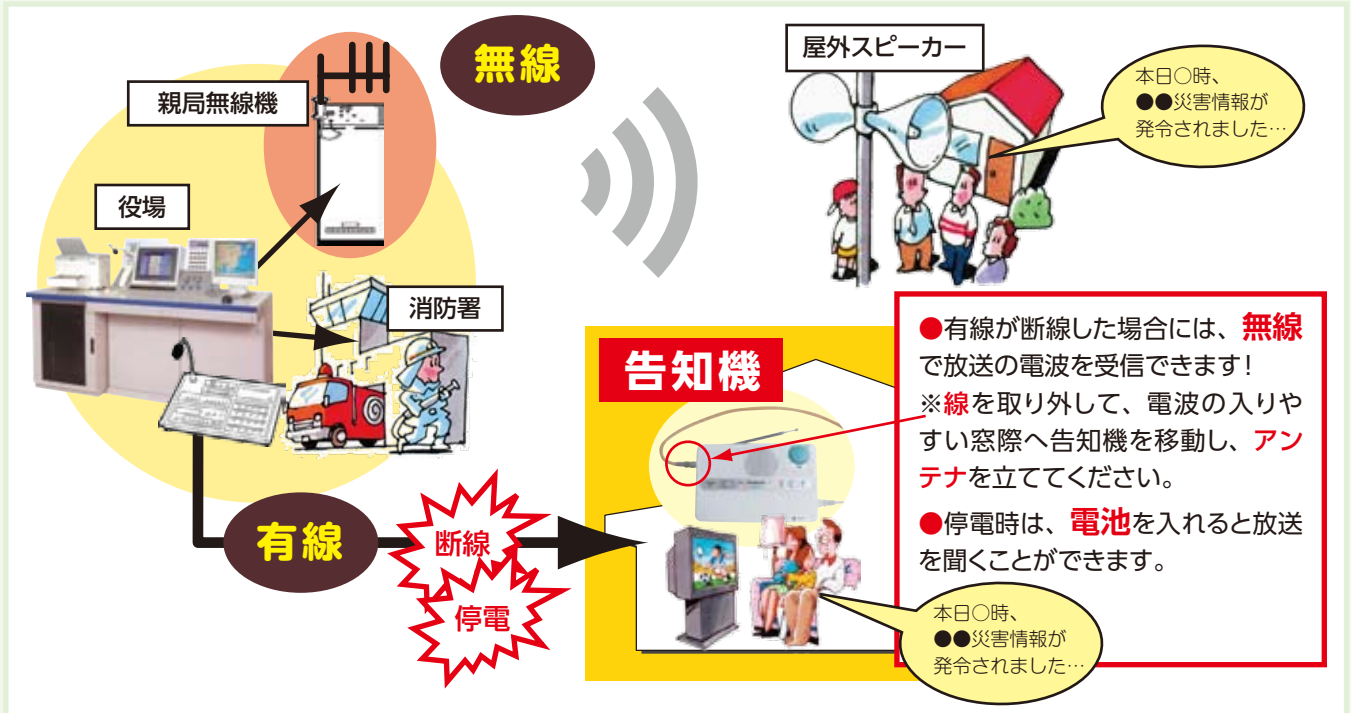 無線
親局無線機
役場
消防署
屋外スピーカー
本日○時、
●●災害情報が
発令されました…
有線
断線
停電
告知機
●有線が断線した場合には、無線
で放送の電波を受信できます!
※線を取り外して、電波の入りや
すい窓際へ告知機を移動し、アン
テナを立ててください。
●停電時は、電池を入れると放送
を聞くことができます。
本日○時、
●●災害情報が
発令されました…